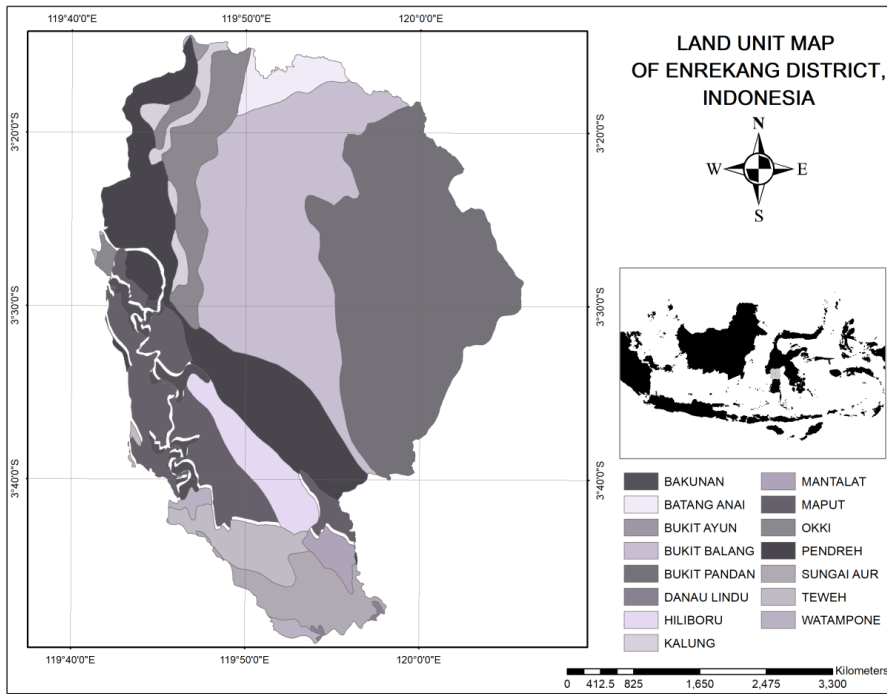 119°40'0"E 119°50'0"E 120°0'0"E
LAND UNIT MAP
OF ENREKANG DISTRICT,
INDONESIA
N
W E
S
3°20'0"S 3°20'0"S
3°30'0"S 3°30'0"S
3°40'0"S 3°40'0"S
119°40'0"E 119°50'0"E 120°0'0"E
BAKUNAN
BATANG ANAI
BUKIT AYUN
BUKIT BALANG
BUKIT PANDAN
DANAU LINDU
HILIBORU
KALUNG
MANTALAT
MAPUT
OKKI
PENDREH
SUNGAI AUR
TEWEH
WATAMPONE
Kilometers
0 412.5 825 1,650 2,475 3,300